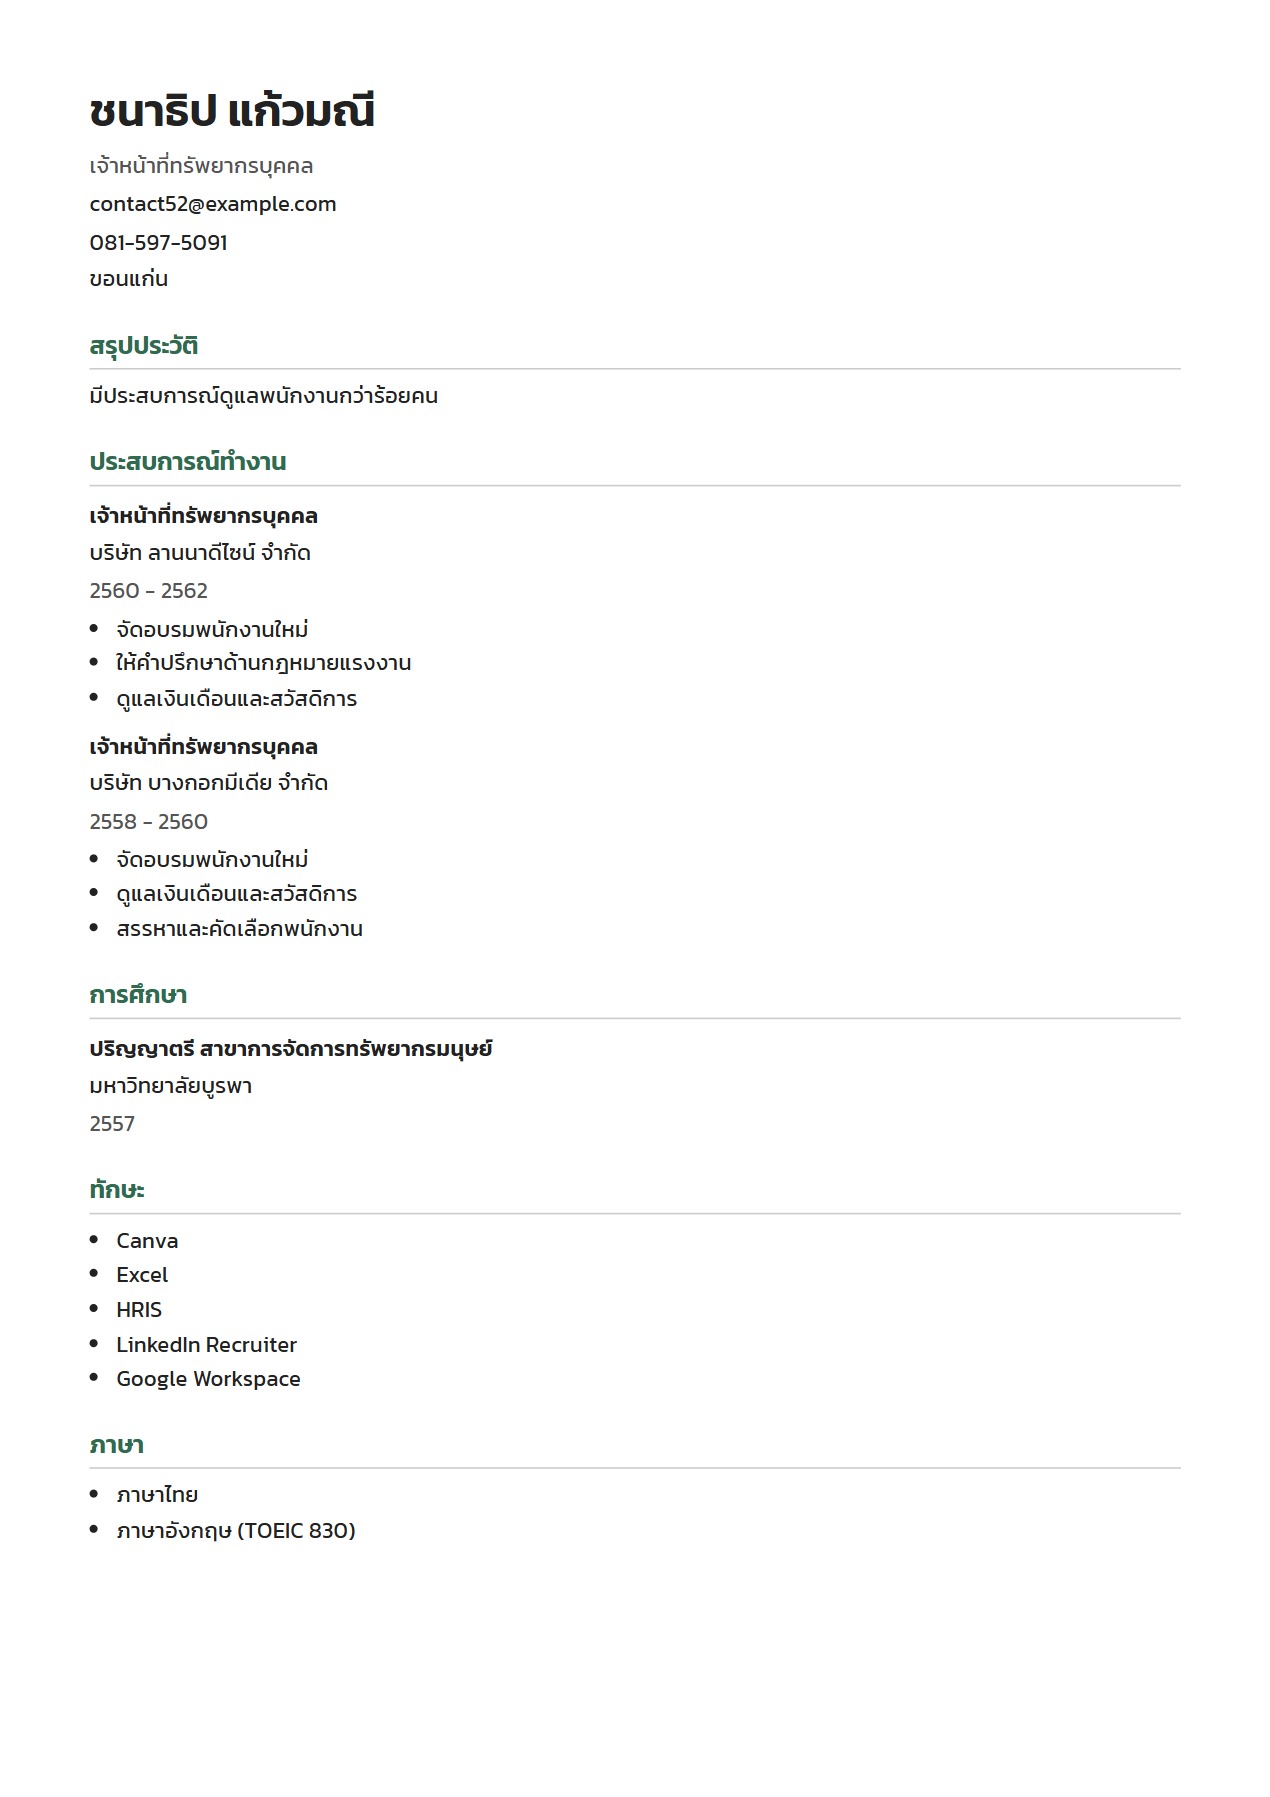 ชนาธิป แก้วมณี
เจ้าหน้าที่ทรัพยากรบุคคล
contact52@example.com
081-597-5091
ขอนแก่น
สรุปประวัติ
มีประสบการณ์ดูแลพนักงานกว่าร้อยคน
ประสบการณ์ทำงาน
เจ้าหน้าที่ทรัพยากรบุคคล
บริษัท ลานนาดีไซน์ จำกัด
2560 – 2562
• จัดอบรมพนักงานใหม่
• ให้คำปรึกษาด้านกฎหมายแรงงาน
• ดูแลเงินเดือนและสวัสดิการ
เจ้าหน้าที่ทรัพยากรบุคคล
บริษัท บางกอกมีเดีย จำกัด
2558 – 2560
• จัดอบรมพนักงานใหม่
• ดูแลเงินเดือนและสวัสดิการ
• สรรหาและคัดเลือกพนักงาน
การศึกษา
ปริญญาตรี สาขาการจัดการทรัพยากรมนุษย์
มหาวิทยาลัยบูรพา
2557
ทักษะ
• Canva
• Excel
• HRIS
• LinkedIn Recruiter
• Google Workspace
ภาษา
• ภาษาไทย
• ภาษาอังกฤษ (TOEIC 830)